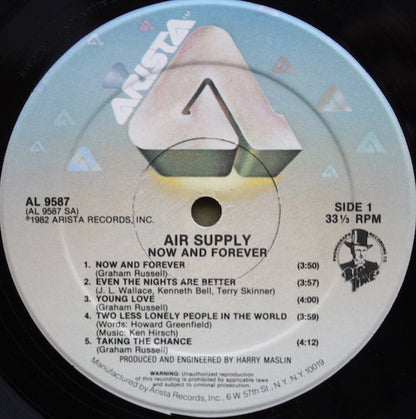 ARISTA™
AL 9587
(AL 9587 SA)
℗1982 ARISTA RECORDS, INC.
SIDE 1
33⅓ RPM
AIR SUPPLY
NOW AND FOREVER
1. NOW AND FOREVER (3:50)
(Graham Russell)
2. EVEN THE NIGHTS ARE BETTER (3:57)
(J. L. Wallace, Kenneth Bell, Terry Skinner)
3. YOUNG LOVE (4:00)
(Graham Russell)
4. TWO LESS LONELY PEOPLE IN THE WORLD (3:59)
(Words: Howard Greenfield)
(Music: Ken Hirsch)
5. TAKING THE CHANCE (4:12)
(Graham Russell)
PRODUCED AND ENGINEERED BY HARRY MASLIN
WARNING: Unauthorized reproduction
of this recording is prohibited by applicable laws
and subject to criminal prosecution.
Manufactured by Arista Records, Inc., 6 W 57th St., N.Y. N.Y 10019